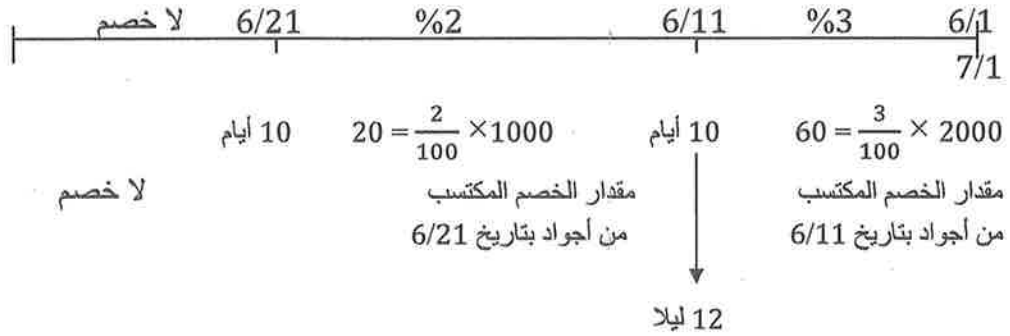 6/1 %3 6/11 %2 6/21 لا خصم
7/1
60 = 3/100 × 2000 10 أيام 20 = 2/100 ×1000 10 أيام
مقدار الخصم المكتسب مقدار الخصم المكتسب لا خصم
من أجواد بتاريخ 6/11 من أجواد بتاريخ 6/21
12 ليلا